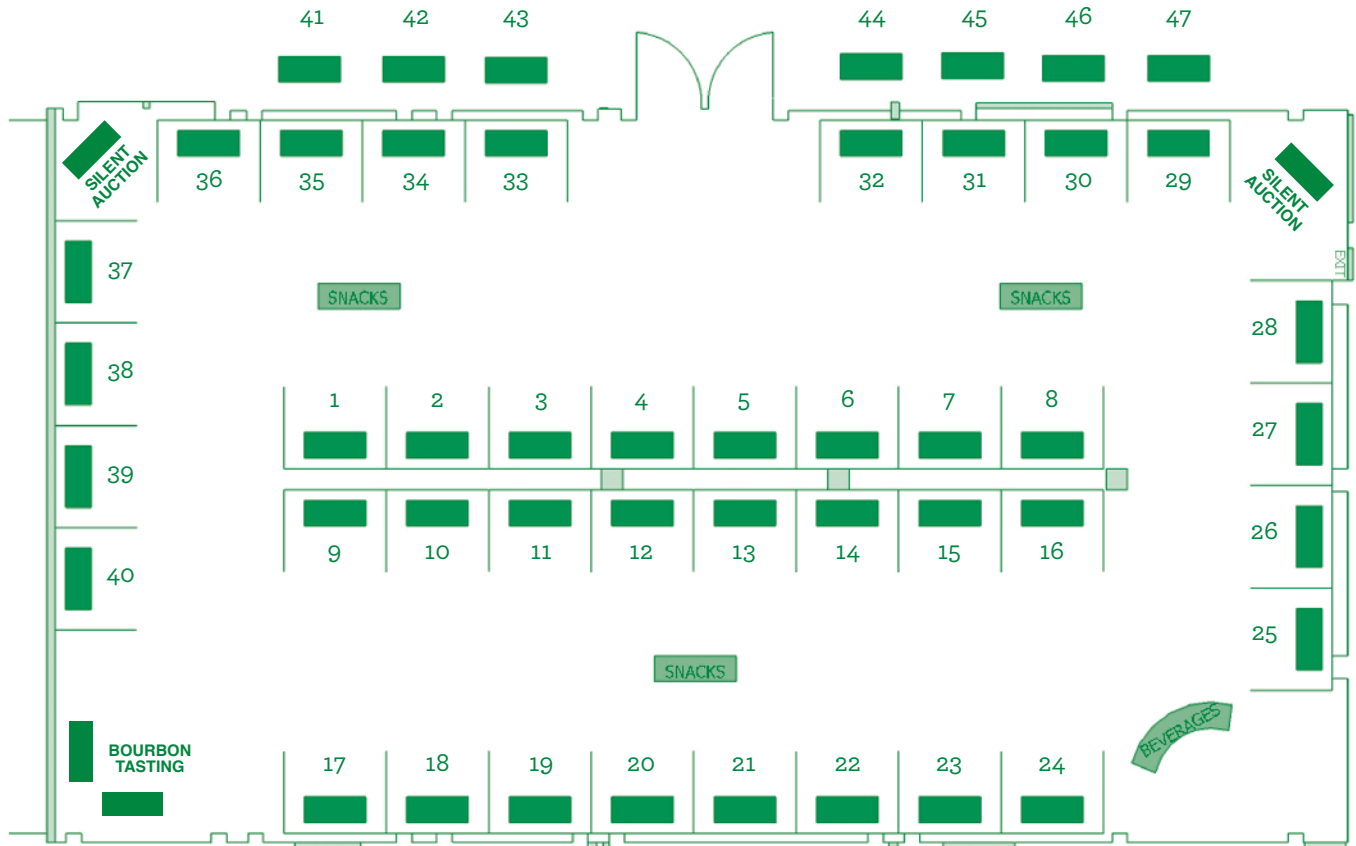 41 42 43 44 45 46 47
SILENT
AUCTION
36 35 34 33 32 31 30 29
SILENT
AUCTION
EXIT
37
SNACKS SNACKS
28
38
1 2 3 4 5 6 7 8
27
39
9 10 11 12 13 14 15 16
26
40
25
SNACKS
BEVERAGES
BOURBON
TASTING
17 18 19 20 21 22 23 24